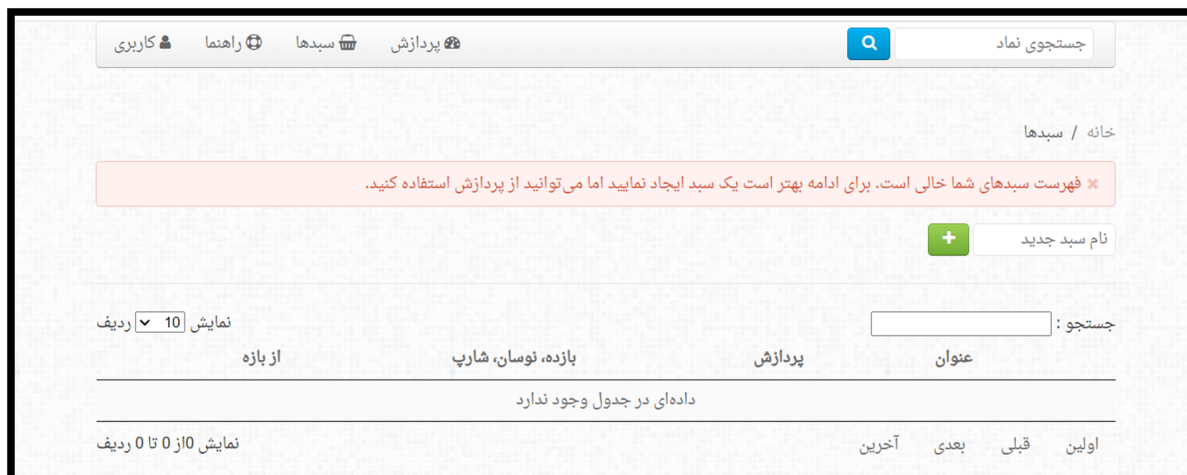 جستجوی نماد پردازش سبدها راهنما کاربری
خانه / سبدها
× فهرست سبدهای شما خالی است. برای ادامه بهتر است یک سبد ایجاد نمایید اما می‌توانید از پردازش استفاده کنید.
نام سبد جدید +
جستجو : نمایش 10 ردیف
عنوان پردازش بازده، نوسان، شارپ از بازه
داده‌ای در جدول وجود ندارد
اولین قبلی بعدی آخرین نمایش 0از 0 تا 0 ردیف